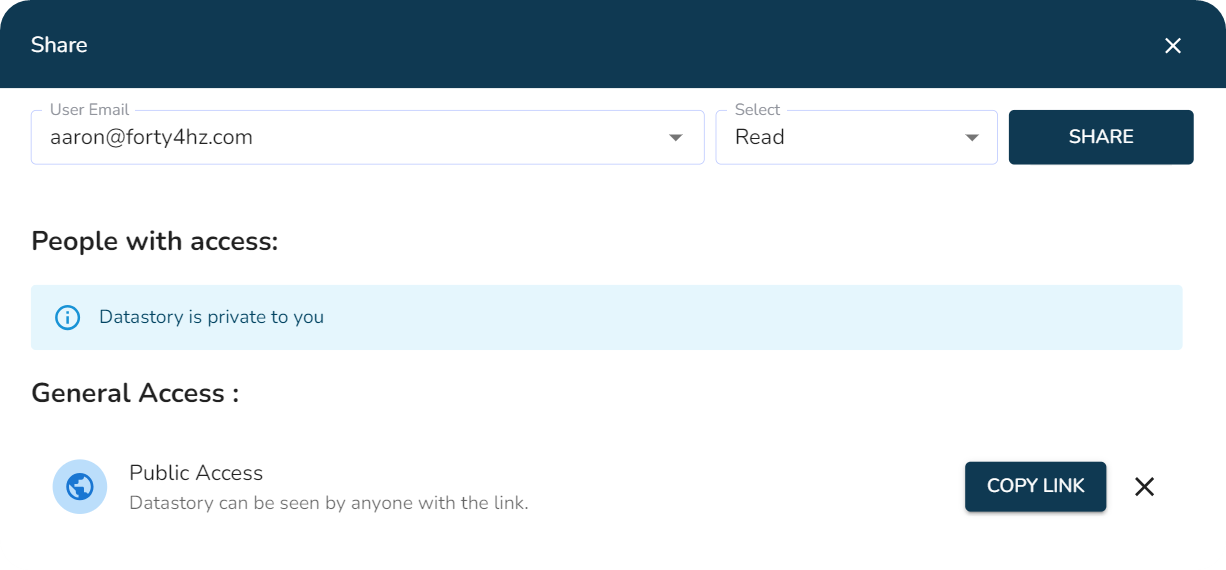 Share
User Email
Select
aaron@forty4hz.com
Read
SHARE
People with access:
Datastory is private to you
General Access :
Public Access
Datastory can be seen by anyone with the link.
COPY LINK